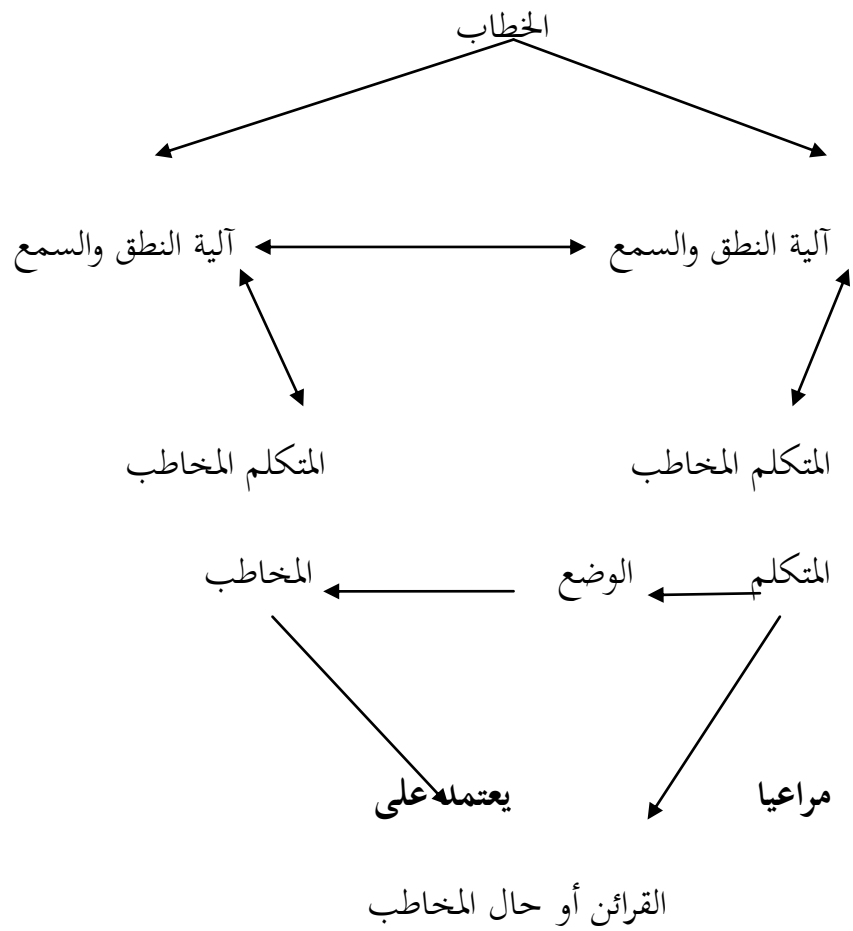 الخطاب
آلية النطق والسمع آلية النطق والسمع
المتكلم المخاطب المتكلم المخاطب
المتكلم الوضع المخاطب
مراعيا يعتمد على
القرائن أو حال المخاطب